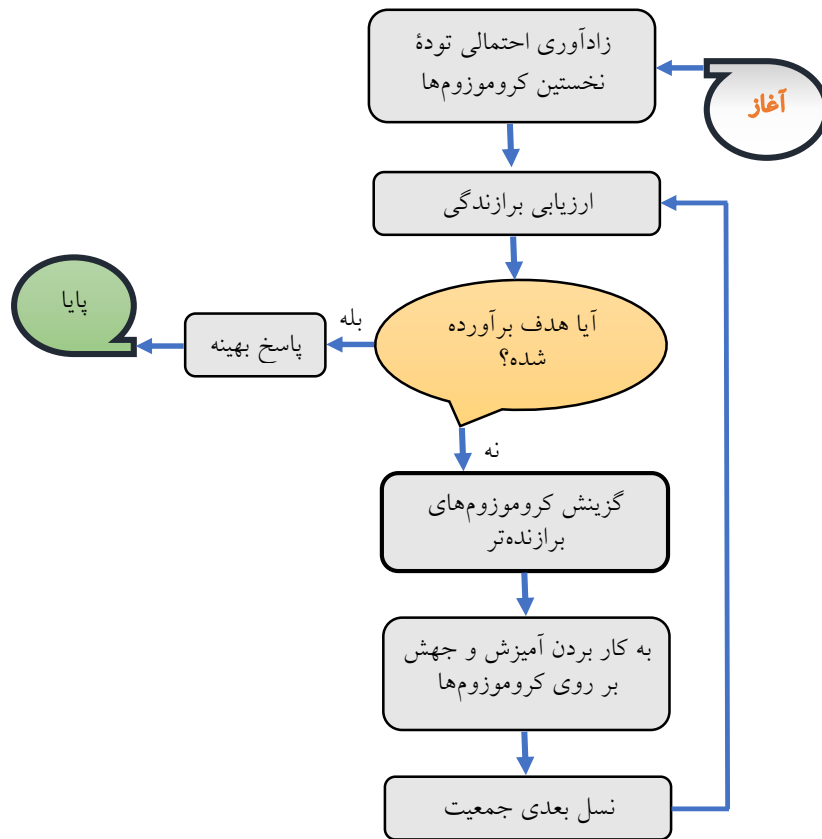 زادآوری احتمالی تودهٔ
نخستین کروموزوم‌ها
آغاز
ارزیابی برازندگی
آیا هدف برآورده
شده؟
بله
پاسخ بهینه
پایا
نه
گزینش کروموزوم‌های
برازنده‌تر
به کار بردن آمیزش و جهش
بر روی کروموزوم‌ها
نسل بعدی جمعیت